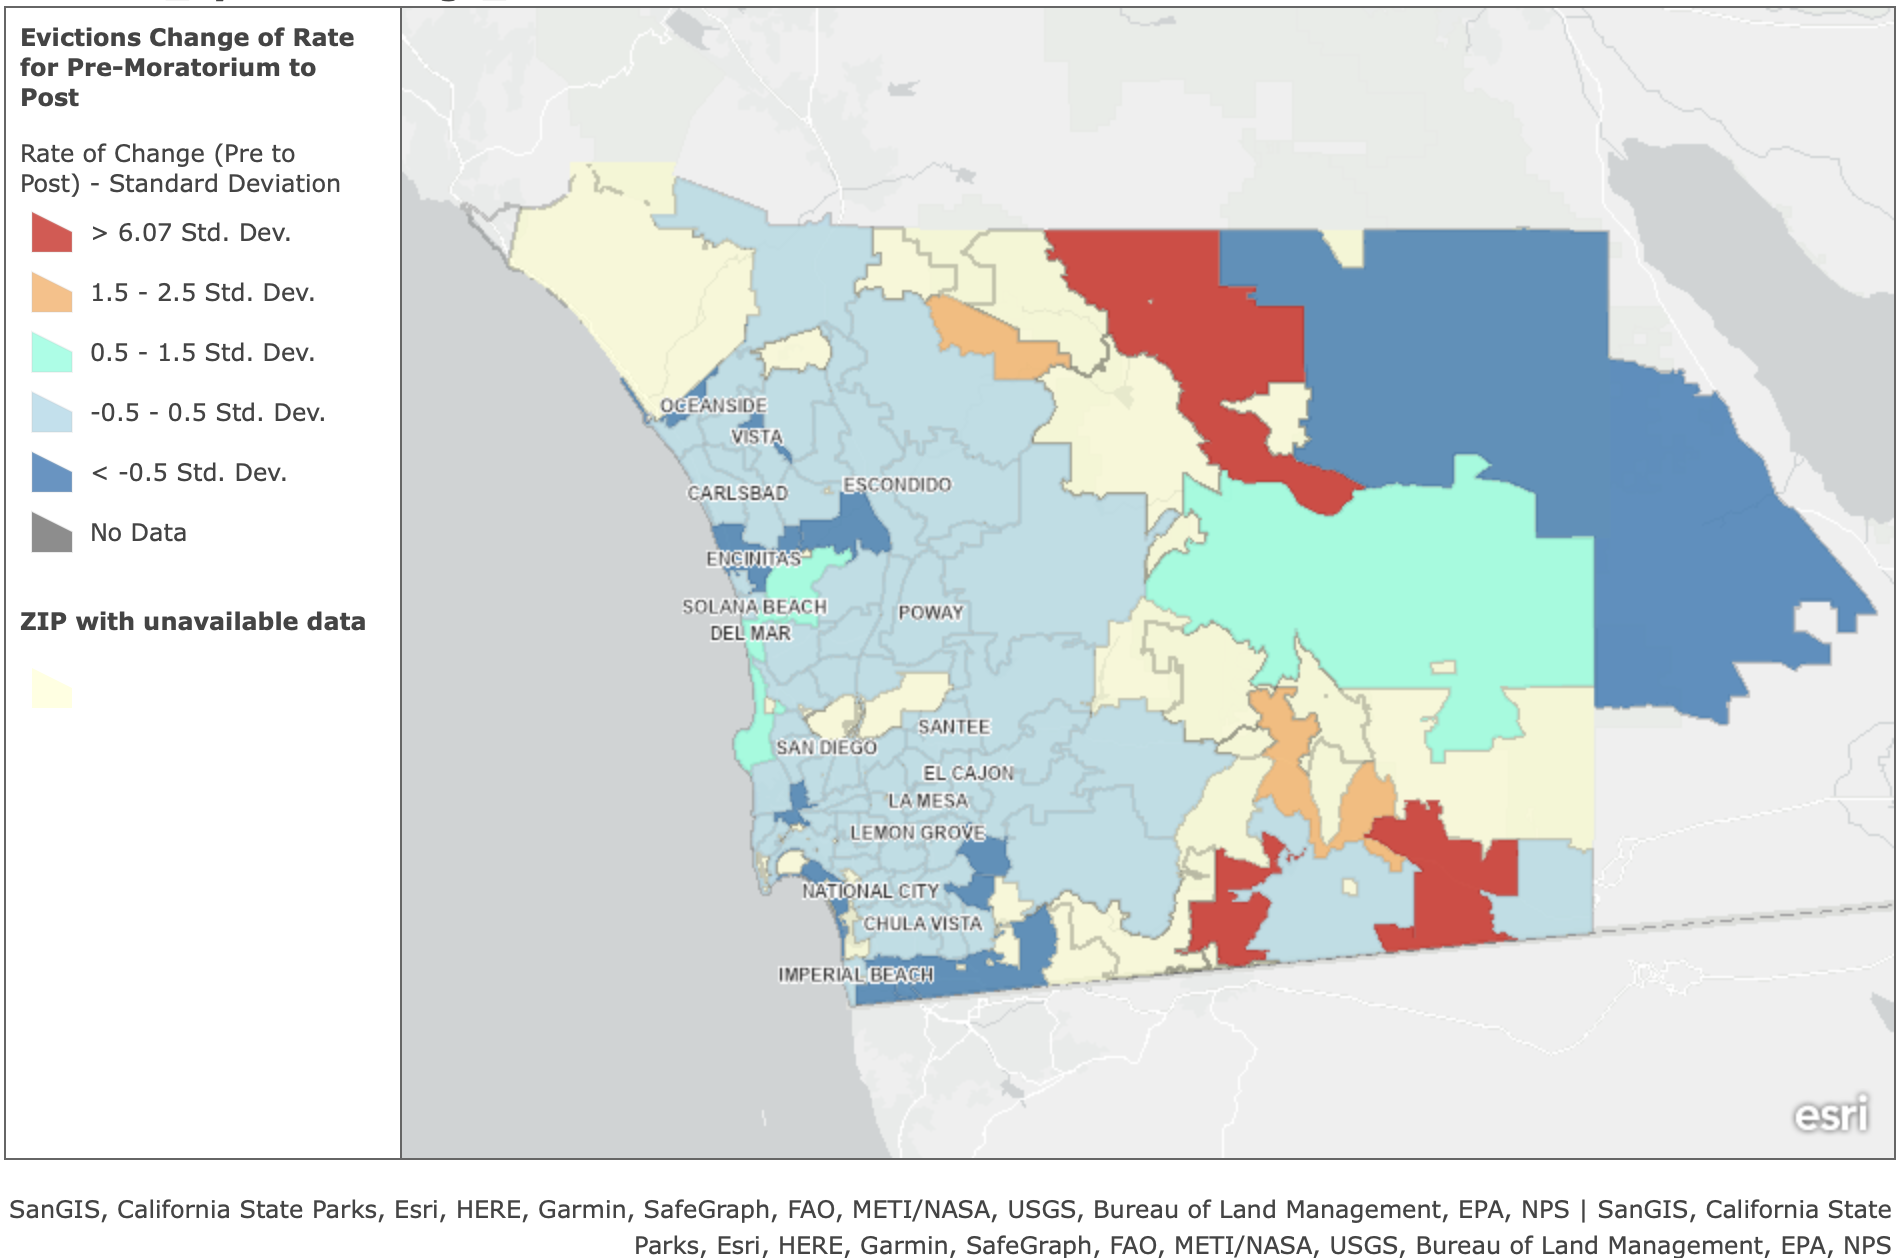 Evictions Change of Rate
for Pre-Moratorium to
Post
Rate of Change (Pre to
Post) - Standard Deviation
> 6.07 Std. Dev.
1.5 - 2.5 Std. Dev.
0.5 - 1.5 Std. Dev.
-0.5 - 0.5 Std. Dev.
< -0.5 Std. Dev.
No Data
ZIP with unavailable data
OCEANSIDE
VISTA
CARLSBAD
ESCONDIDO
ENCINITAS
SOLANA BEACH
POWAY
DEL MAR
SANTEE
SAN DIEGO
EL CAJON
LA MESA
LEMON GROVE
NATIONAL CITY
CHULA VISTA
IMPERIAL BEACH
esri
SanGIS, California State Parks, Esri, HERE, Garmin, SafeGraph, FAO, METI/NASA, USGS, Bureau of Land Management, EPA, NPS | SanGIS, California State
Parks, Esri, HERE, Garmin, SafeGraph, FAO, METI/NASA, USGS, Bureau of Land Management, EPA, NPS